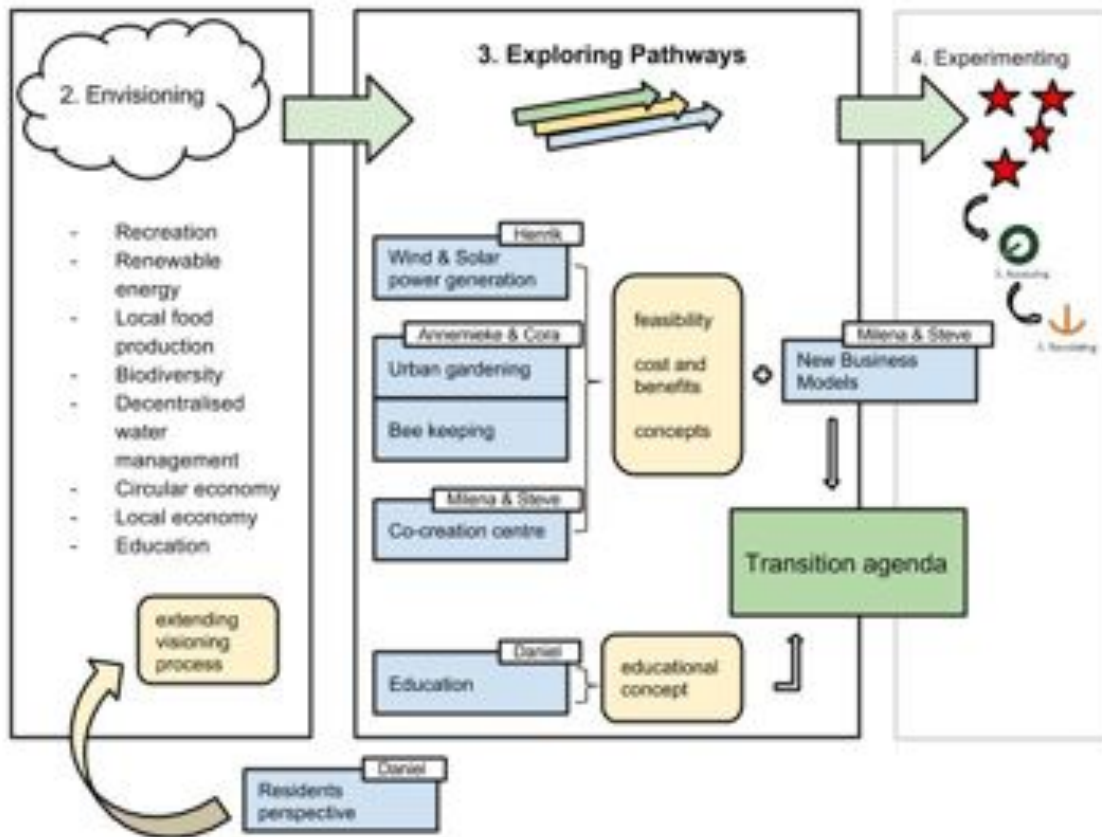 2. Envisioning
- Recreation
- Renewable
energy
- Local food
production
- Biodiversity
- Decentralised
water
management
- Circular economy
- Local economy
- Education
extending
visioning
process
Daniel
Residents
perspective
3. Exploring Pathways
Henrik
Wind & Solar
power generation
Annemieke & Cora
Urban gardening
Bee keeping
Milena & Steve
Co-creation centre
feasibility
cost and
benefits
concepts
Milena & Steve
New Business
Models
Transition agenda
Daniel
Education
educational
concept
4. Experimenting